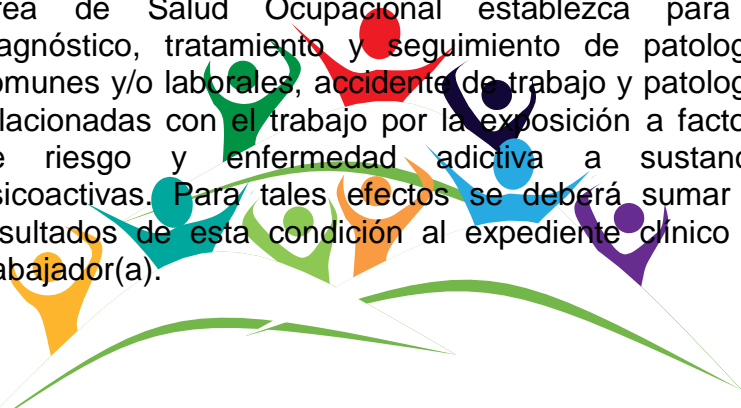 rea de Salud Ocupacional establezca para
agnóstico, tratamiento y seguimiento de patolog
omunes y/o laborales, accidente de trabajo y patolog
lacionadas con el trabajo por la exposición a facto
e riesgo y enfermedad adictiva a sustanc
sicoactivas. Para tales efectos se deberá sumar
sultados de esta condición al expediente clínico
abajador(a).